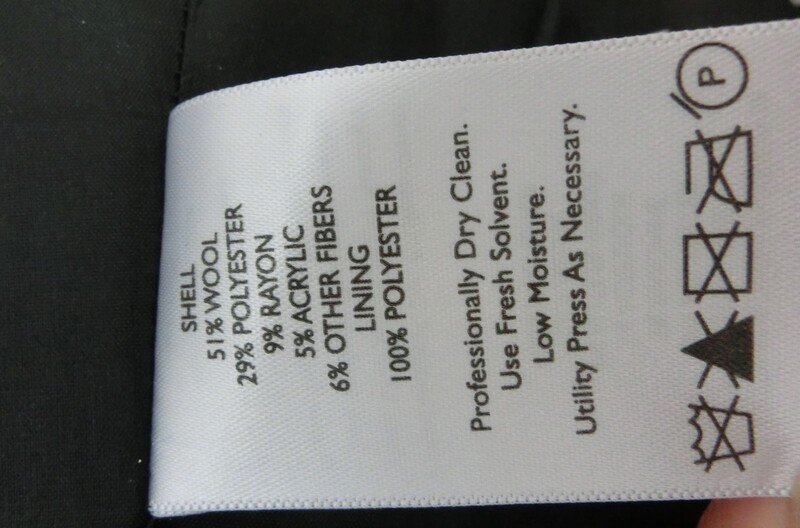 SHELL
51% WOOL
29% POLYESTER
9% RAYON
5% ACRYLIC
6% OTHER FIBERS
LINING
100% POLYESTER
Professionally Dry Clean.
Use Fresh Solvent.
Low Moisture.
Utility Press As Necessary.
P